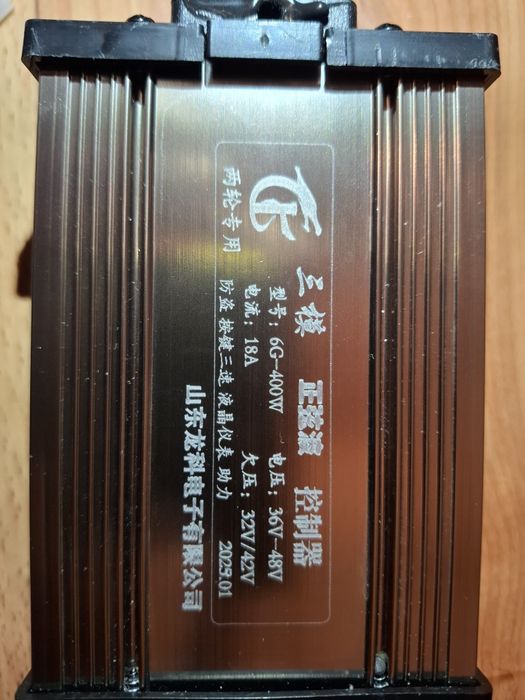 三模 正弦波 控制器
型号：6G-400W 电压：36V-48V
电流：18A 欠压：32V/42V
两轮专用 防盗 按键三速 液晶仪表 助力 2025.01
山东龙科电子有限公司